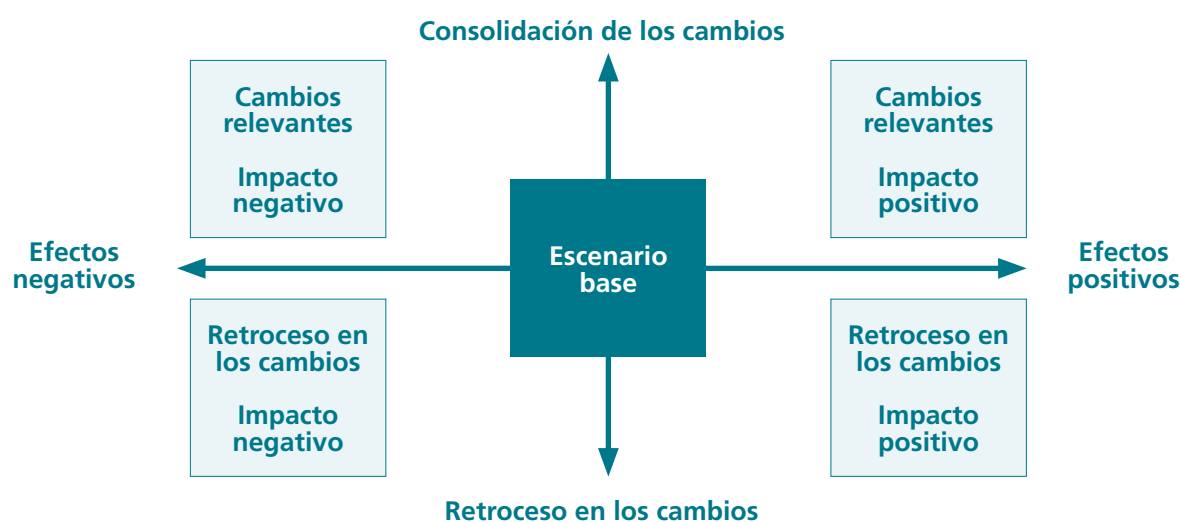 Consolidación de los cambios
Cambios
relevantes
Impacto
negativo
Cambios
relevantes
Impacto
positivo
Efectos
negativos
Escenario
base
Efectos
positivos
Retroceso en
los cambios
Impacto
negativo
Retroceso en
los cambios
Impacto
positivo
Retroceso en los cambios